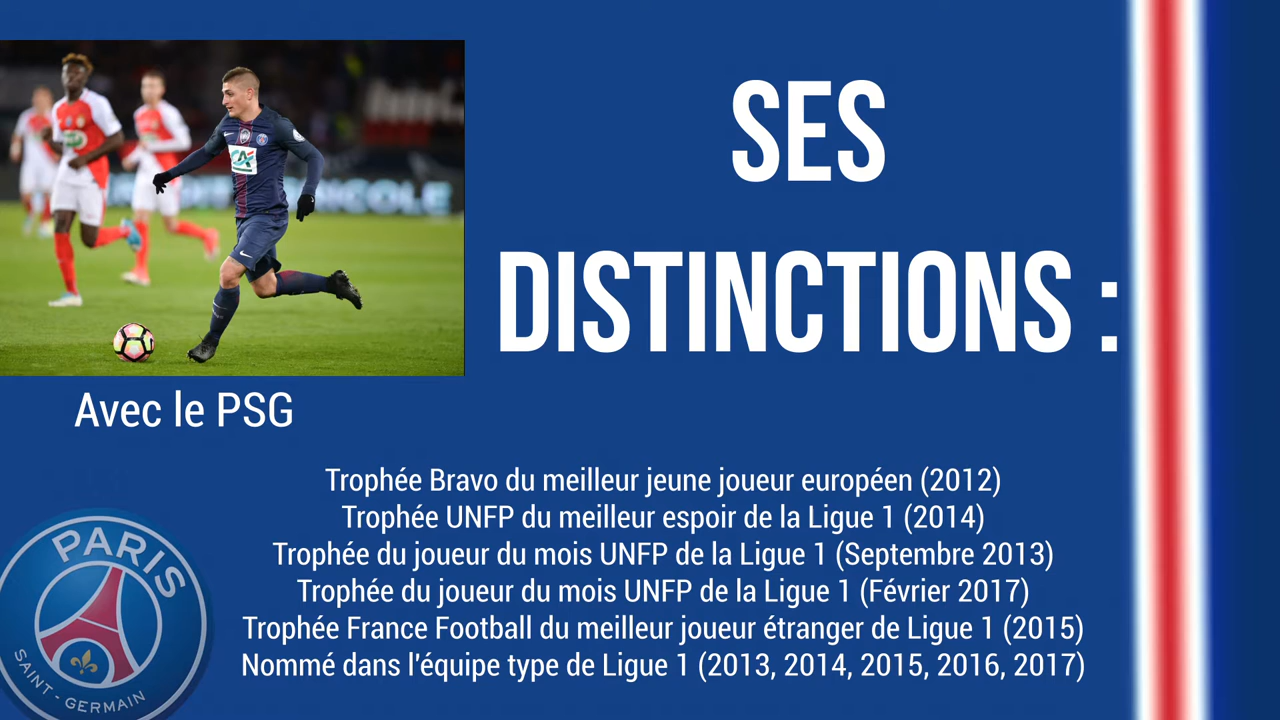 SES
DISTINCTIONS :
Avec le PSG
Trophée Bravo du meilleur jeune joueur européen (2012)
Trophée UNFP du meilleur espoir de la Ligue 1 (2014)
Trophée du joueur du mois UNFP de la Ligue 1 (Septembre 2013)
Trophée du joueur du mois UNFP de la Ligue 1 (Février 2017)
Trophée France Football du meilleur joueur étranger de Ligue 1 (2015)
Nommé dans l'équipe type de Ligue 1 (2013, 2014, 2015, 2016, 2017)
PARIS
SAINT - GERMAIN
CA